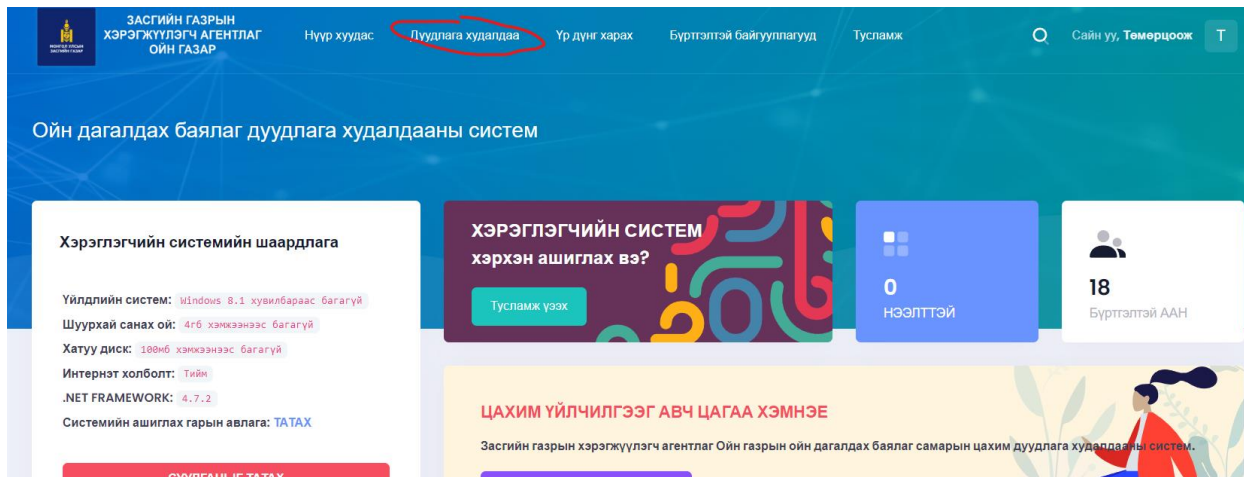 ЗАСГИЙН ГАЗРЫН
ХЭРЭГЖҮҮЛЭГЧ АГЕНТЛАГ
ОЙН ГАЗАР
Нүүр хуудас
Дуудлага худалдаа
Үр дүнг харах
Бүртгэлтэй байгууллагууд
Тусламж
Сайн уу, Төмөрцоож
Т
Ойн дагалдах баялаг дуудлага худалдааны систем
Хэрэглэгчийн системийн шаардлага
Үйлдлийн систем: Windows 8.1 хувилбараас багагүй
Шуурхай санах ой: 4гб хэмжээнээс багагүй
Хатуу диск: 100мб хэмжээнээс багагүй
Интернэт холболт: Тийм
.NET FRAMEWORK: 4.7.2
Системийн ашиглах гарын авлага: ТАТАХ
ХЭРЭГЛЭГЧИЙН СИСТЕМ
хэрхэн ашиглах вэ?
Тусламж үзэх
0
НЭЭЛТТЭЙ
18
Бүртгэлтэй ААН
ЦАХИМ ҮЙЛЧИЛГЭЭГ АВЧ ЦАГАА ХЭМНЭЕ
Засгийн газрын хэрэгжүүлэгч агентлаг Ойн газрын ойн дагалдах баялаг самарын цахим дуудлага худалдааны систем.